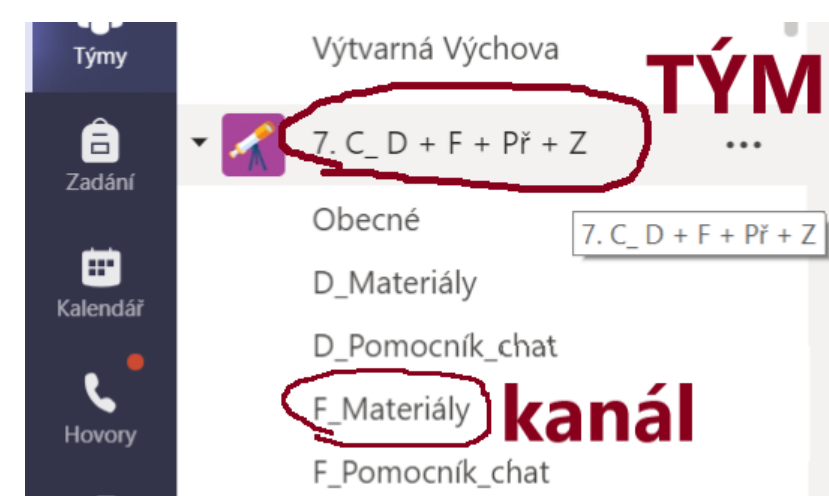 Týmy
Zadání
Kalendář
Hovory
Výtvarná Výchova
TÝM
7. C_ D + F + Př + Z
...
Obecné
7. C_ D + F + Př + Z
D_Materiály
D_Pomocník_chat
F_Materiály
kanál
F_Pomocník_chat